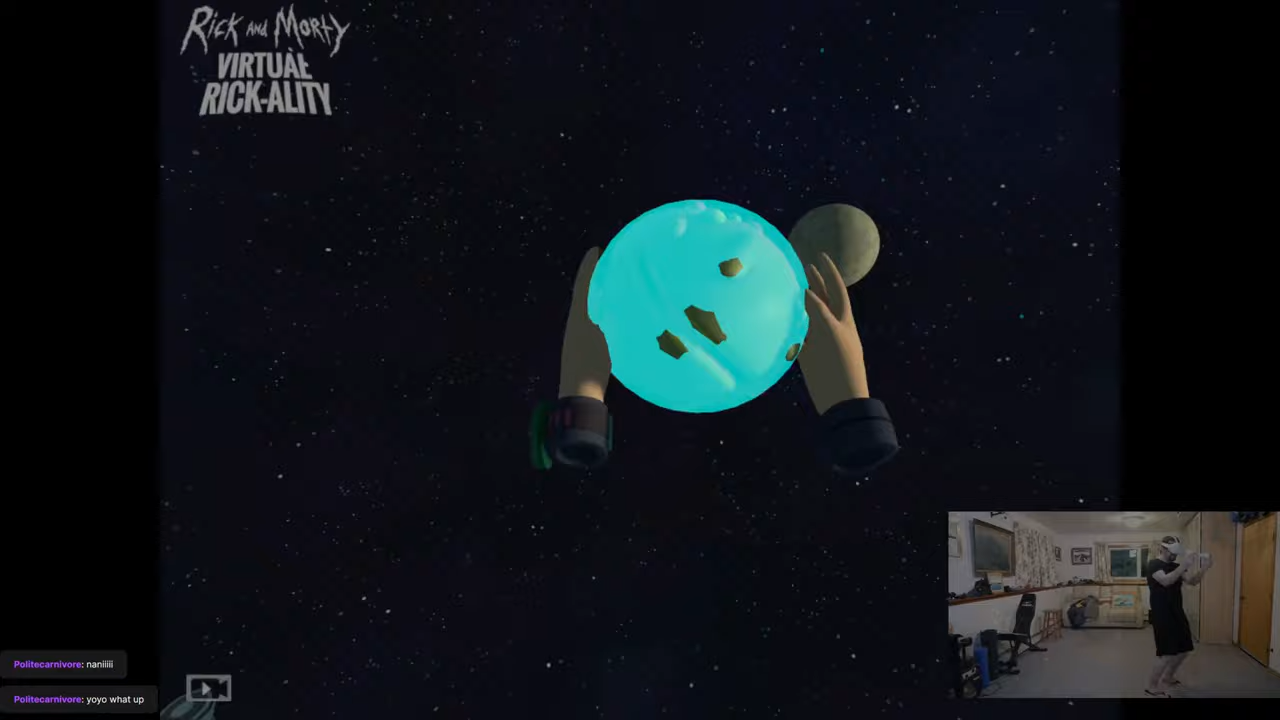 RICK AND MORTY
VIRTUAL
RICK-ALITY
Politecarnivore: naniiiii
Politecarnivore: yoyo what up